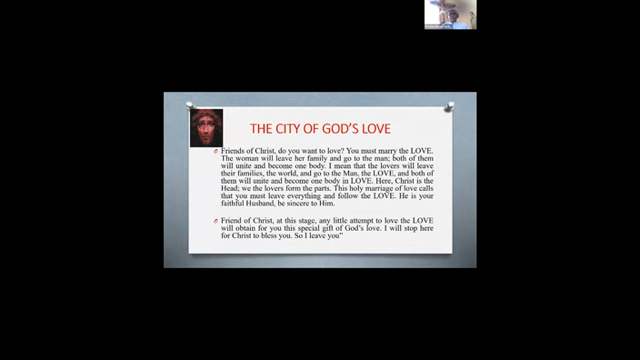 THE CITY OF GOD'S LOVE
Friends of Christ, do you want to love? You must marry the LOVE.
The woman will leave her family and go to the man; both of them
will unite and become one body. I mean that the lovers will leave
their families, the world, and go to the Man, the LOVE, and both of
them will unite and become one body in LOVE. Here, Christ is the
Head; we the lovers form the parts. This holy marriage of love calls
that you must leave everything and follow the LOVE. He is your
faithful Husband, be sincere to Him.
Friend of Christ, at this stage, any little attempt to love the LOVE
will obtain for you this special gift of God's love. I will stop here
for Christ to bless you. So I leave you"